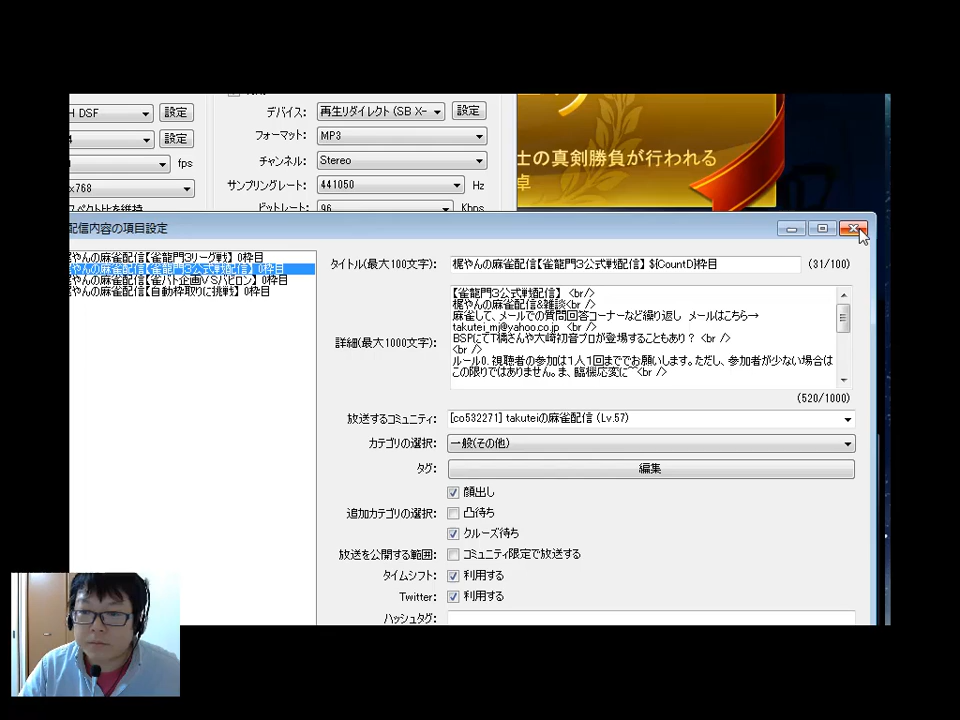 H DSF
設定
デバイス:
再生リダイレクト (SB X-
設定
設定
フォーマット:
MP3
fps
チャンネル:
Stereo
x768
サンプリングレート:
441050
Hz
スペクト比を維持
ビットレート:
96
Kbps
士の真剣勝負が行われる
卓
配信内容の項目設定
梶やんの麻雀配信【雀龍門3リーグ戦】 0枠目
梶やんの麻雀配信【雀龍門3公式戦配信】 0枠目
梶やんの麻雀配信【雀バト企画VSバビロン】 0枠目
梶やんの麻雀配信【自動枠取りに挑戦】 0枠目
タイトル(最大100文字):
梶やんの麻雀配信【雀龍門3公式戦配信】 ${CountD}枠目
(31/100)
詳細(最大1000文字):
【雀龍門3公式戦配信】 <br/>
梶やんの麻雀配信&雑談<br />
麻雀して、メールでの質問回答コーナーなど繰り返し メールはこちら→
takutei_mj@yahoo.co.jp <br />
BSPにてT橋さんや大崎初音プロが登場することもあり？ <br />
<br />
ルール0. 視聴者の参加は1人1回まででお願いします。ただし、参加者が少ない場合は
この限りではありません。ま、臨機応変に^^<br />
(520/1000)
放送するコミュニティ:
[co532271] takuteiの麻雀配信 (Lv.57)
カテゴリの選択:
一般(その他)
タグ:
編集
追加カテゴリの選択:
顔出し
凸待ち
クルーズ待ち
放送を公開する範囲:
コミュニティ限定で放送する
タイムシフト:
利用する
Twitter:
利用する
ハッシュタグ: